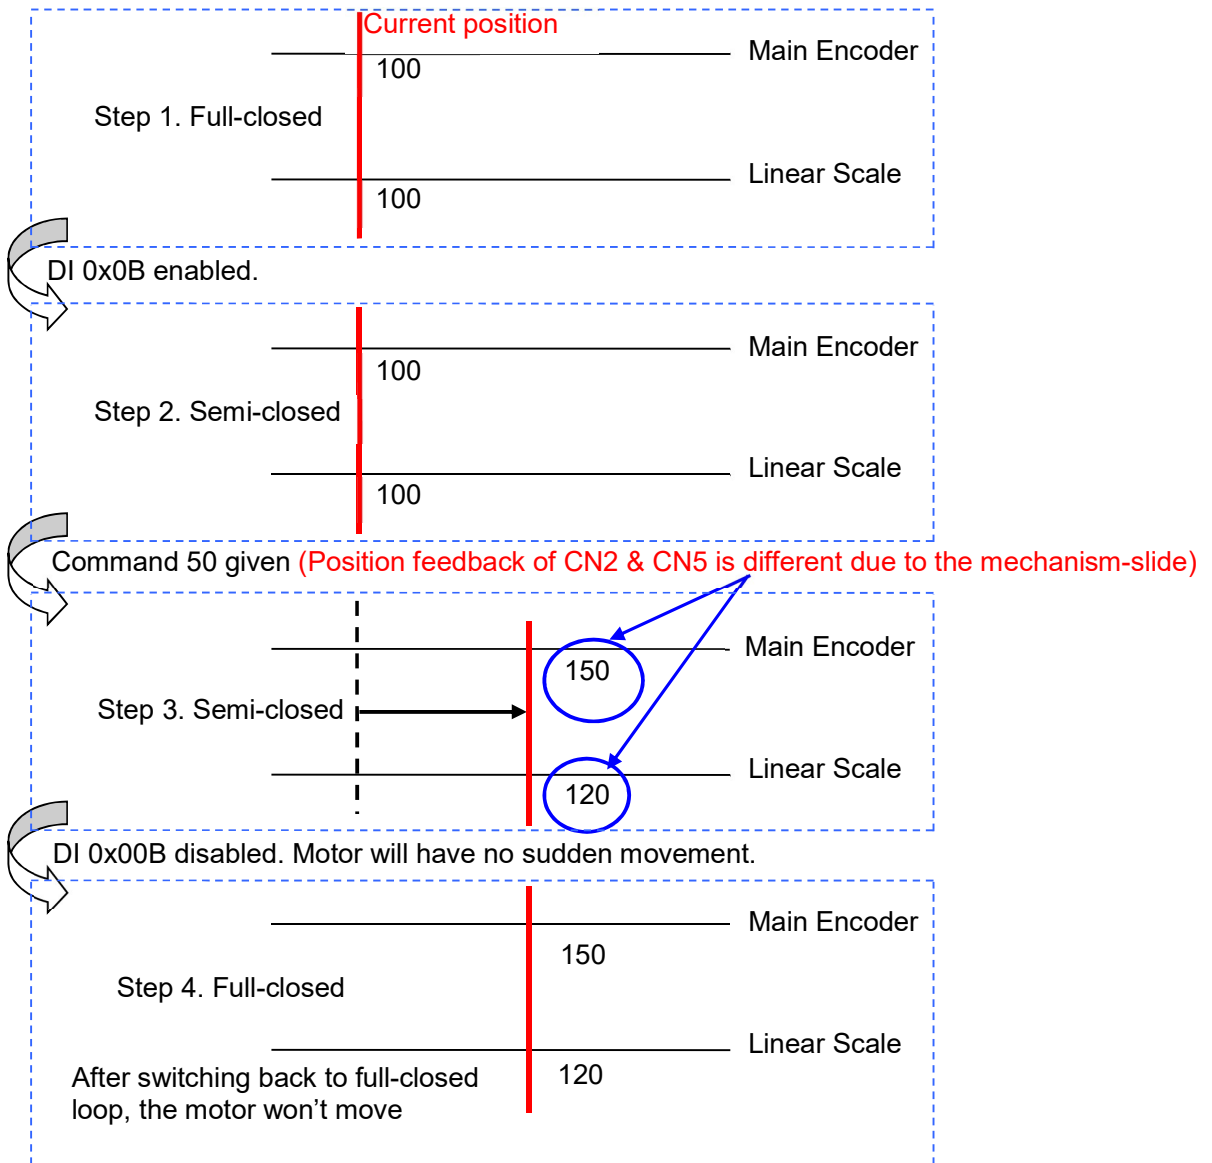 Current position
Main Encoder
100
Step 1. Full-closed
Linear Scale
100
DI 0x0B enabled.
Main Encoder
100
Step 2. Semi-closed
Linear Scale
100
Command 50 given (Position feedback of CN2 & CN5 is different due to the mechanism-slide)
Main Encoder
150
Step 3. Semi-closed
Linear Scale
120
DI 0x00B disabled. Motor will have no sudden movement.
Main Encoder
150
Step 4. Full-closed
Linear Scale
120
After switching back to full-closed
loop, the motor won’t move